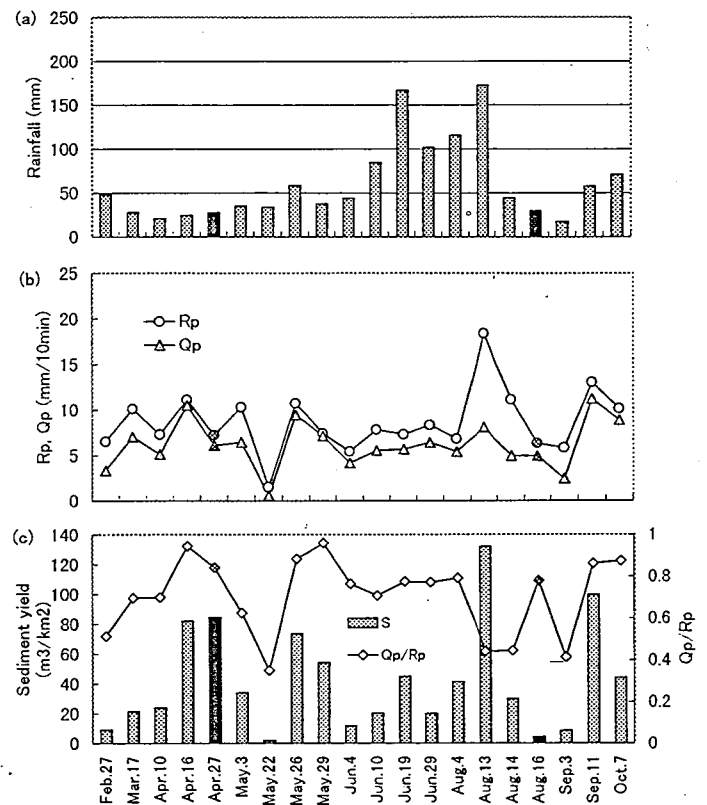 (a)
250
200
150
100
50
0
Rainfall (mm)
(b)
25
20
15
10
5
0
Rp, Qp (mm/10min)
Rp
Qp
(c)
140
120
100
80
60
40
20
0
Sediment yield
(m3/km2)
S
Qp/Rp
1
0.8
0.6
0.4
0.2
0
Qp/Rp
Feb.27
Mar.17
Apr.10
Apr.16
Apr.27
May.3
May.22
May.26
May.29
Jun.4
Jun.10
Jun.19
Jun.29
Aug.4
Aug.13
Aug.14
Aug.16
Sep.3
Sep.11
Oct.7